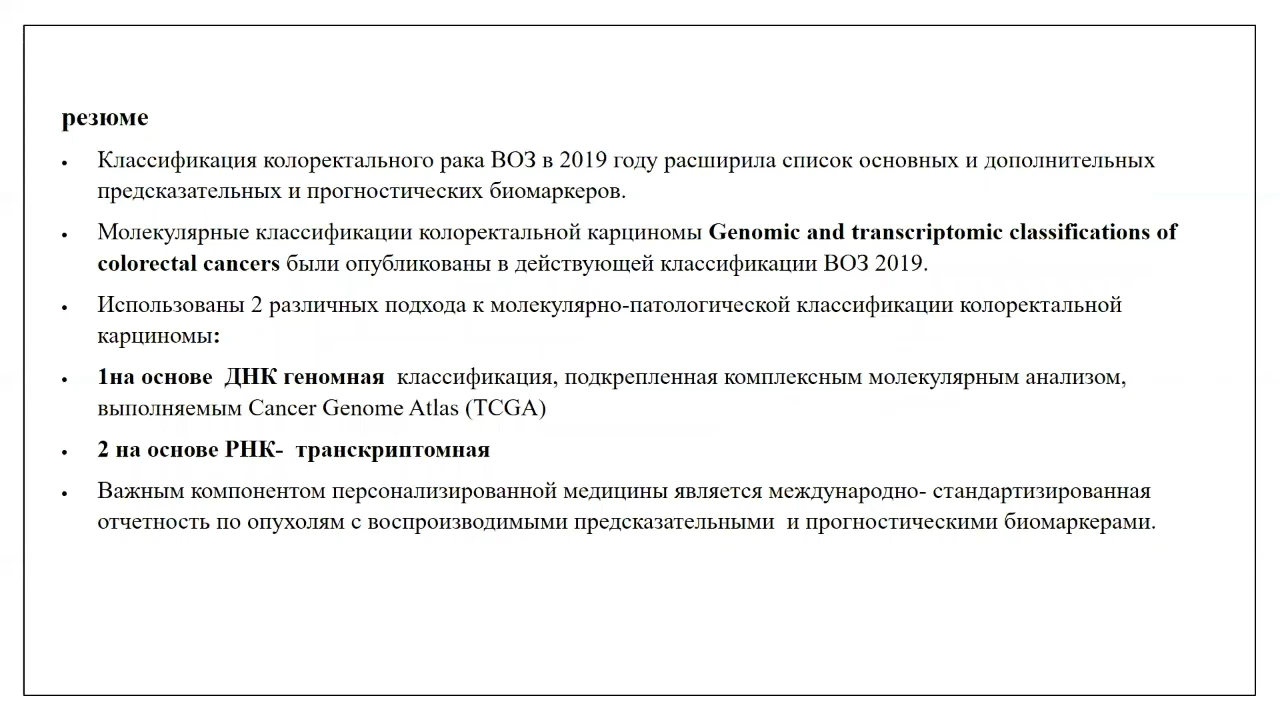 резюме
• Классификация колоректального рака ВОЗ в 2019 году расширила список основных и дополнительных
предсказательных и прогностических биомаркеров.
• Молекулярные классификации колоректальной карциномы Genomic and transcriptomic classifications of
colorectal cancers были опубликованы в действующей классификации ВОЗ 2019.
• Использованы 2 различных подхода к молекулярно-патологической классификации колоректальной
карциномы:
• 1на основе  ДНК геномная  классификация, подкрепленная комплексным молекулярным анализом,
выполняемым Cancer Genome Atlas (TCGA)
• 2 на основе РНК-  транскриптомная
• Важным компонентом персонализированной медицины является международно- стандартизированная
отчетность по опухолям с воспроизводимыми предсказательными  и прогностическими биомаркерами.